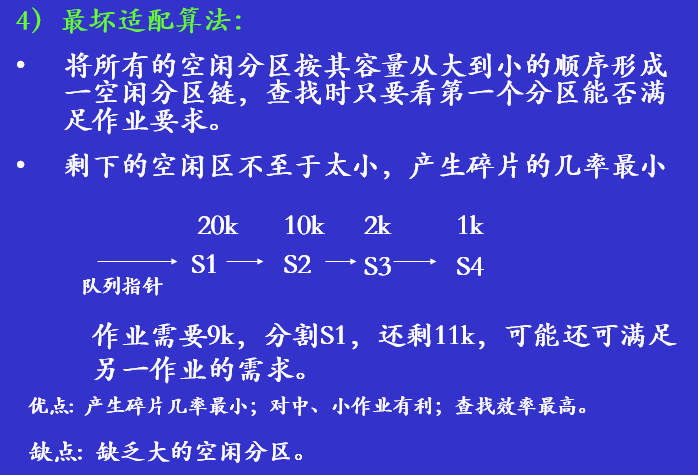 4）最坏适配算法：
• 将所有的空闲分区按其容量从大到小的顺序形成
一空闲分区链，查找时只要看第一个分区能否满
足作业要求。
• 剩下的空闲区不至于太小，产生碎片的几率最小
20k 10k 2k 1k
S1 S2 S3 S4
队列指针
作业需要9k，分割S1，还剩11k，可能还可满足
另一作业的需求。
优点: 产生碎片几率最小；对中、小作业有利；查找效率最高。
缺点: 缺乏大的空闲分区。